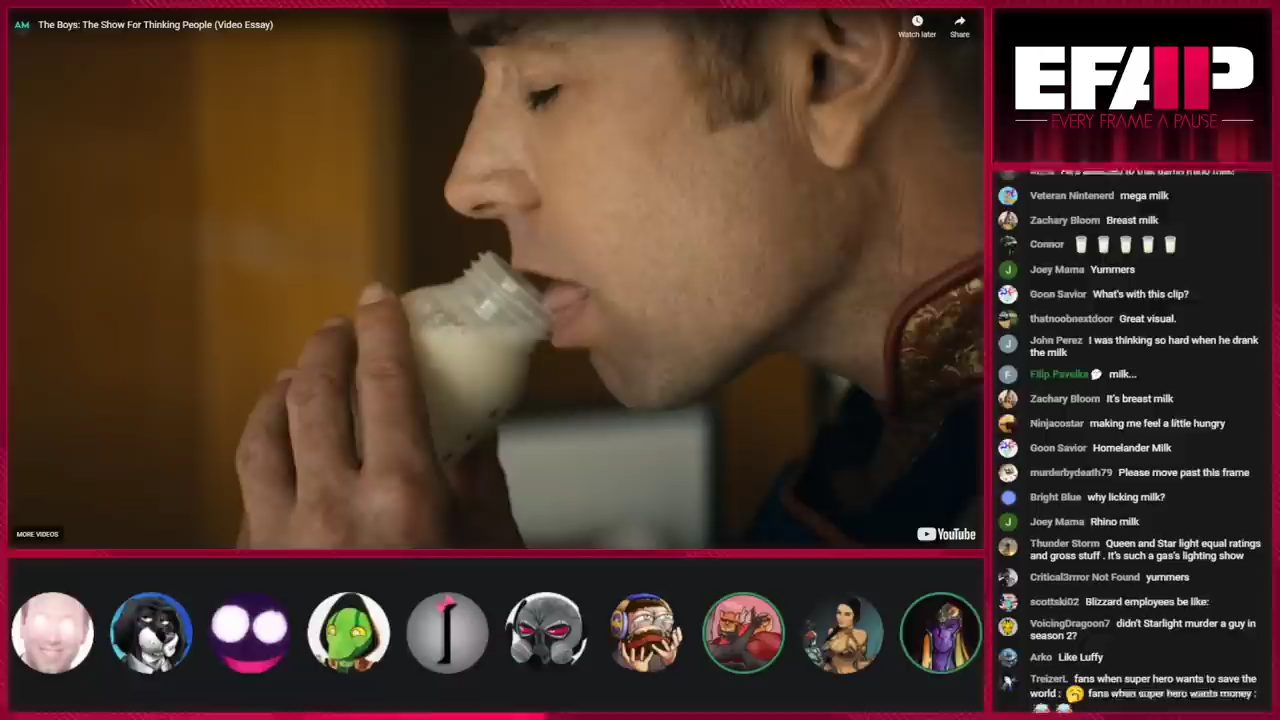 AM The Boys: The Show For Thinking People (Video Essay)
Watch later
Share
MORE VIDEOS
YouTube
EFAP
EVERY FRAME A PAUSE
Veteran Nintenerd mega milk
Zachary Bloom Breast milk
Connor
J Joey Mama Yummers
Goon Savior What's with this clip?
thatnoobnextdoor Great visual.
J John Perez I was thinking so hard when he drank
the milk
F Filip Pavelka milk...
Zachary Bloom It's breast milk
Ninjacostar making me feel a little hungry
Goon Savior Homelander Milk
murderbydeath79 Please move past this frame
Bright Blue why licking milk?
J Joey Mama Rhino milk
Thunder Storm Queen and Star light equal ratings
and gross stuff . It's such a gas's lighting show
Critical3rror Not Found yummers
scottski02 Blizzard employees be like:
VoicingDragoon7 didn't Starlight murder a guy in
season 2?
Arko Like Luffy
TreizerL fans when super hero wants to save the
world : fans when super hero wants money :